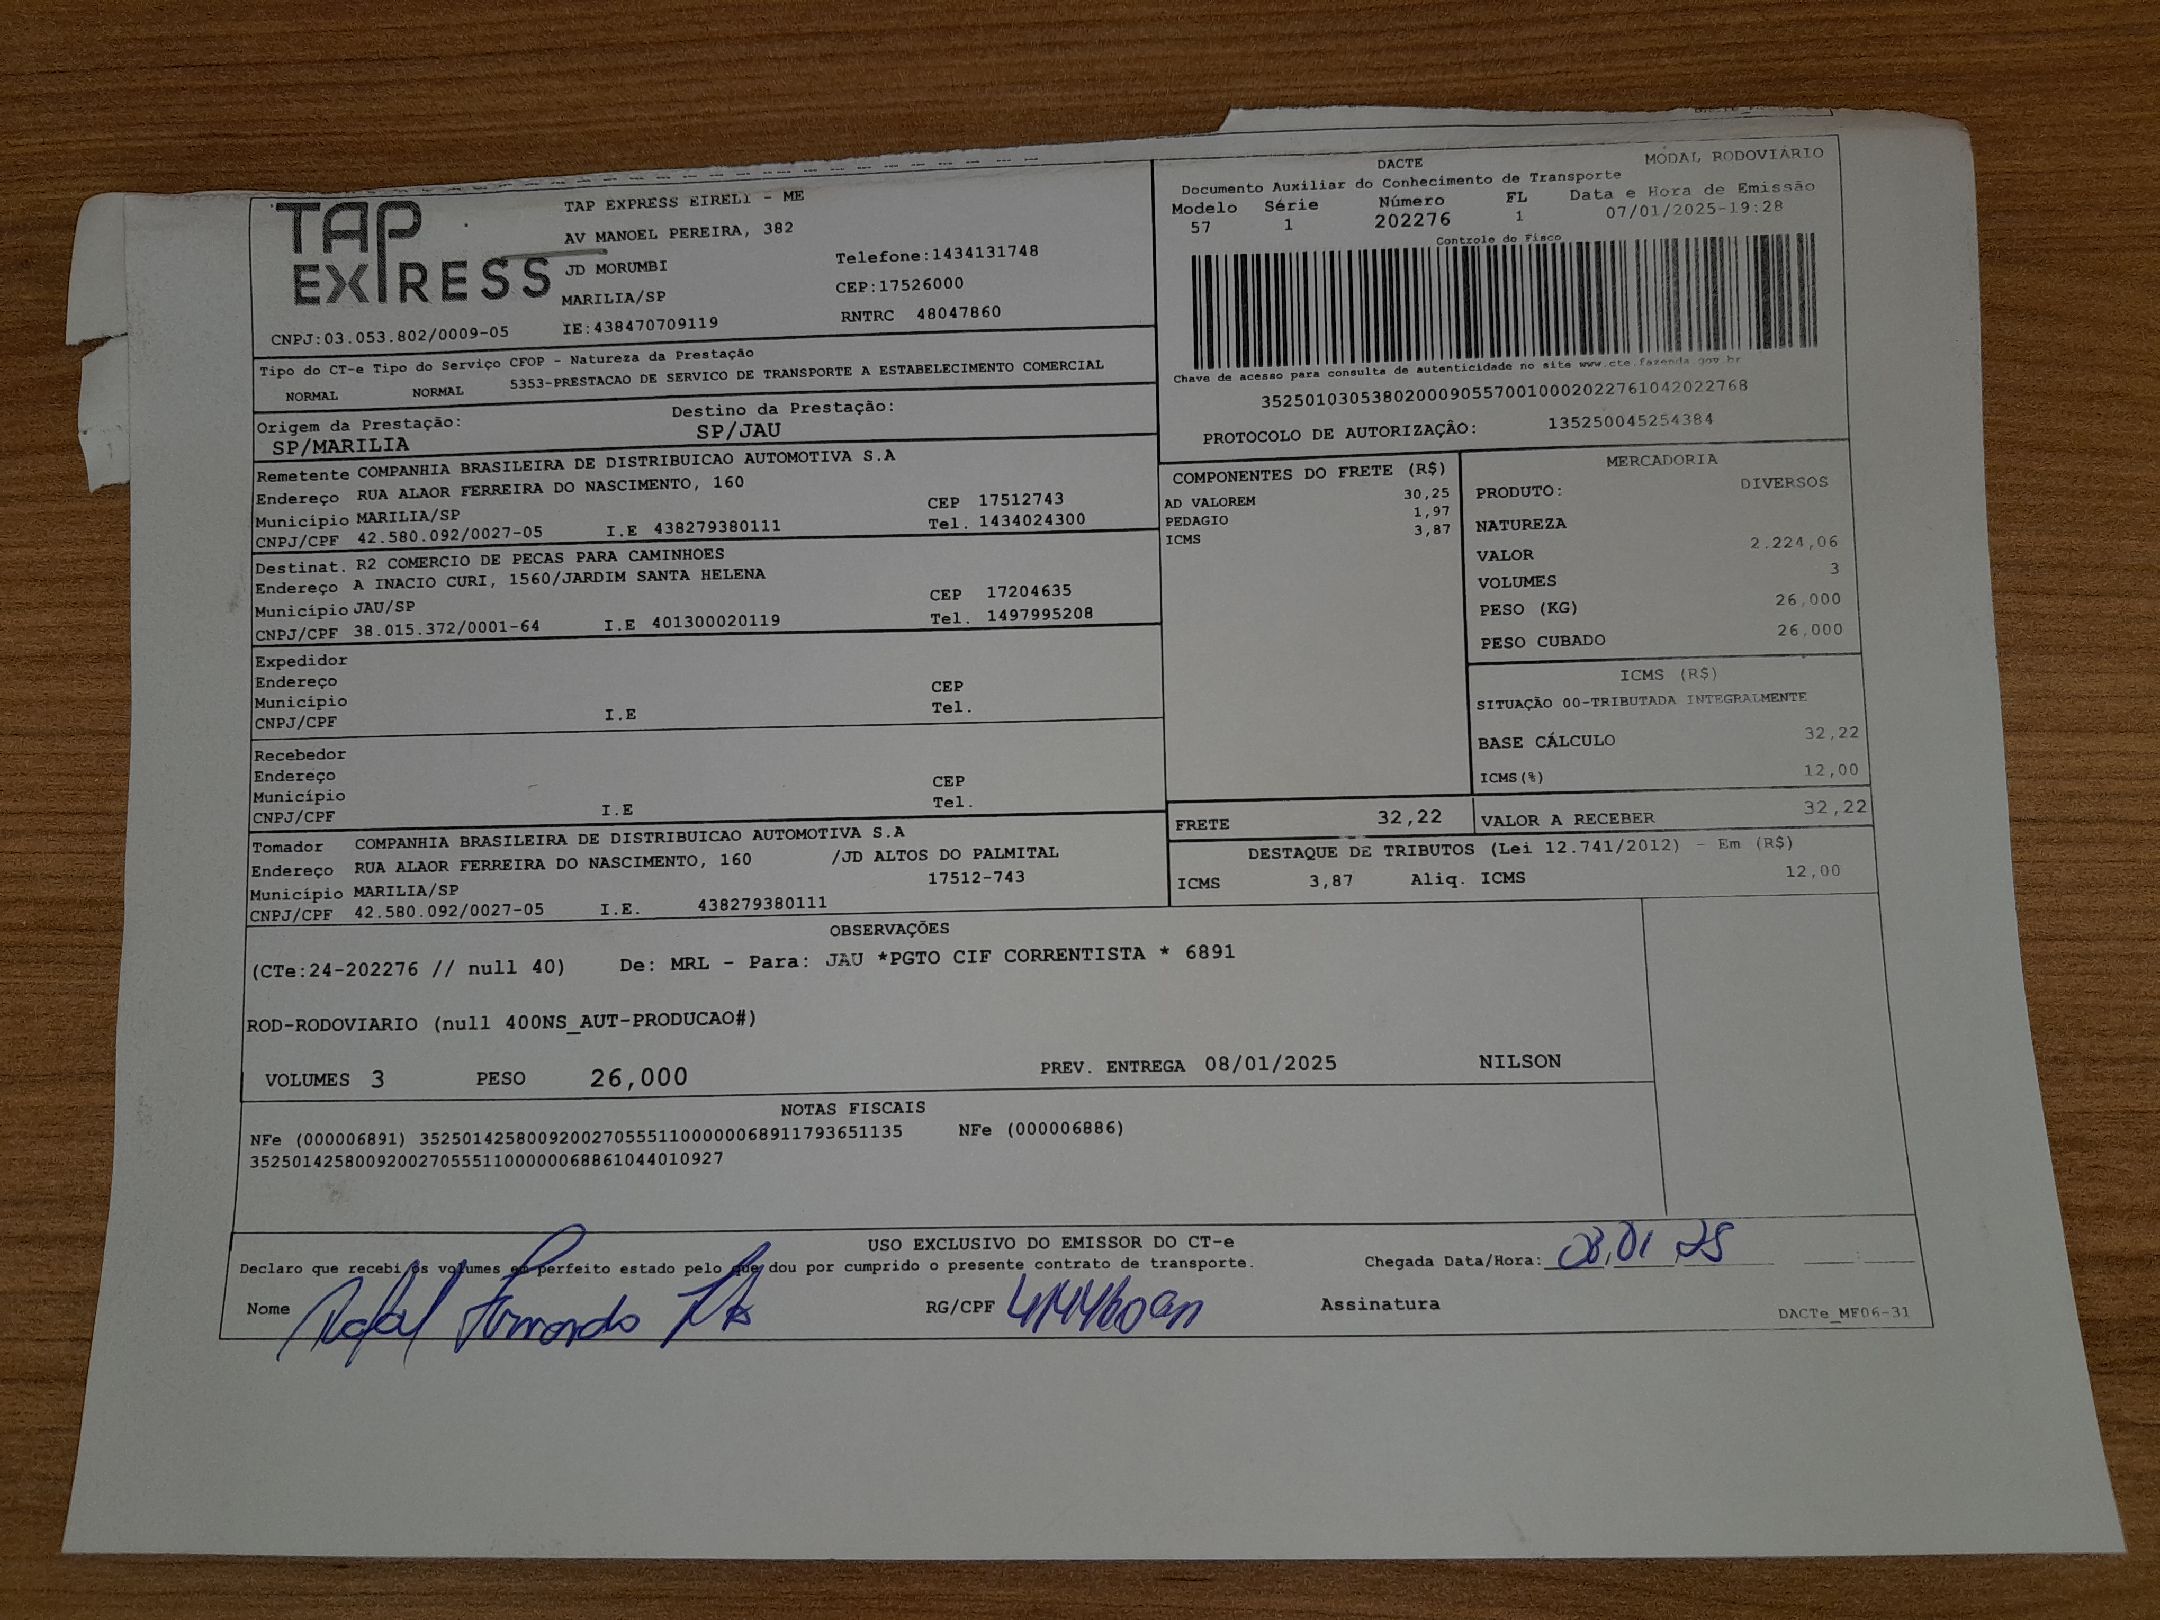 TAP EXPRESS
TAP EXPRESS EIRELI - ME
AV MANOEL PEREIRA, 382
JD MORUMBI
Telefone:1434131748
MARILIA/SP
CEP:17526000
CNPJ:03.053.802/0009-05
IE:438470709119
RNTRC 48047860
Tipo do CT-e Tipo do Serviço CFOP - Natureza da Prestação
NORMAL NORMAL 5353-PRESTACAO DE SERVICO DE TRANSPORTE A ESTABELECIMENTO COMERCIAL
Origem da Prestação: Destino da Prestação:
SP/MARILIA SP/JAU
Remetente COMPANHIA BRASILEIRA DE DISTRIBUICAO AUTOMOTIVA S.A
Endereço RUA ALAOR FERREIRA DO NASCIMENTO, 160
Município MARILIA/SP CEP 17512743
CNPJ/CPF 42.580.092/0027-05 I.E 438279380111 Tel. 1434024300
Destinat. R2 COMERCIO DE PECAS PARA CAMINHOES
Endereço A INACIO CURI, 1560/JARDIM SANTA HELENA
Município JAU/SP CEP 17204635
CNPJ/CPF 38.015.372/0001-64 I.E 401300020119 Tel. 1497995208
Expedidor
Endereço
Município CEP
CNPJ/CPF I.E Tel.
Recebedor
Endereço
Município CEP
CNPJ/CPF I.E Tel.
Tomador COMPANHIA BRASILEIRA DE DISTRIBUICAO AUTOMOTIVA S.A
Endereço RUA ALAOR FERREIRA DO NASCIMENTO, 160 /JD ALTOS DO PALMITAL
Município MARILIA/SP 17512-743
CNPJ/CPF 42.580.092/0027-05 I.E. 438279380111
DACTE MODAL RODOVIÁRIO
Documento Auxiliar do Conhecimento de Transporte
Modelo Série Número FL Data e Hora de Emissão
57 1 202276 1 07/01/2025-19:28
Controle do Fisco
Chave de acesso para consulta de autenticidade no site www.cte.fazenda.gov.br
35250103053802000905570010002022761042022768
PROTOCOLO DE AUTORIZAÇÃO: 135250045254384
COMPONENTES DO FRETE (R$)
AD VALOREM 30,25
PEDAGIO 1,97
ICMS 3,87
MERCADORIA
PRODUTO: DIVERSOS
NATUREZA
VALOR 2.224,06
VOLUMES 3
PESO (KG) 26,000
PESO CUBADO 26,000
ICMS (R$)
SITUAÇÃO 00-TRIBUTADA INTEGRALMENTE
BASE CÁLCULO 32,22
ICMS(%) 12,00
FRETE 32,22 VALOR A RECEBER 32,22
DESTAQUE DE TRIBUTOS (Lei 12.741/2012) - Em (R$)
ICMS 3,87 Aliq. ICMS 12,00
OBSERVAÇÕES
(CTe:24-202276 // null 40) De: MRL - Para: JAU *PGTO CIF CORRENTISTA * 6891
ROD-RODOVIARIO (null 400NS_AUT-PRODUCAO#)
VOLUMES 3 PESO 26,000 PREV. ENTREGA 08/01/2025 NILSON
NOTAS FISCAIS
NFe (000006891) 35250142580092002705551100000068911793651135 NFe (000006886)
35250142580092002705551100000068861044010927
USO EXCLUSIVO DO EMISSOR DO CT-e
Declaro que recebi os volumes em perfeito estado pelo que dou por cumprido o presente contrato de transporte. Chegada Data/Hora: 08,01 25
Nome Rafael Fernando RG/CPF Assinatura
DACTe_MF06-31